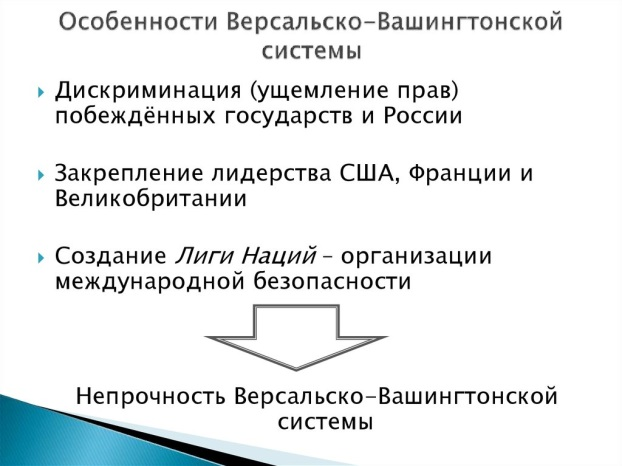 Особенности Версальско-Вашингтонской
системы
Дискриминация (ущемление прав)
побеждённых государств и России
Закрепление лидерства США, Франции и
Великобритании
Создание Лиги Наций – организации
международной безопасности
Непрочность Версальско-Вашингтонской
системы